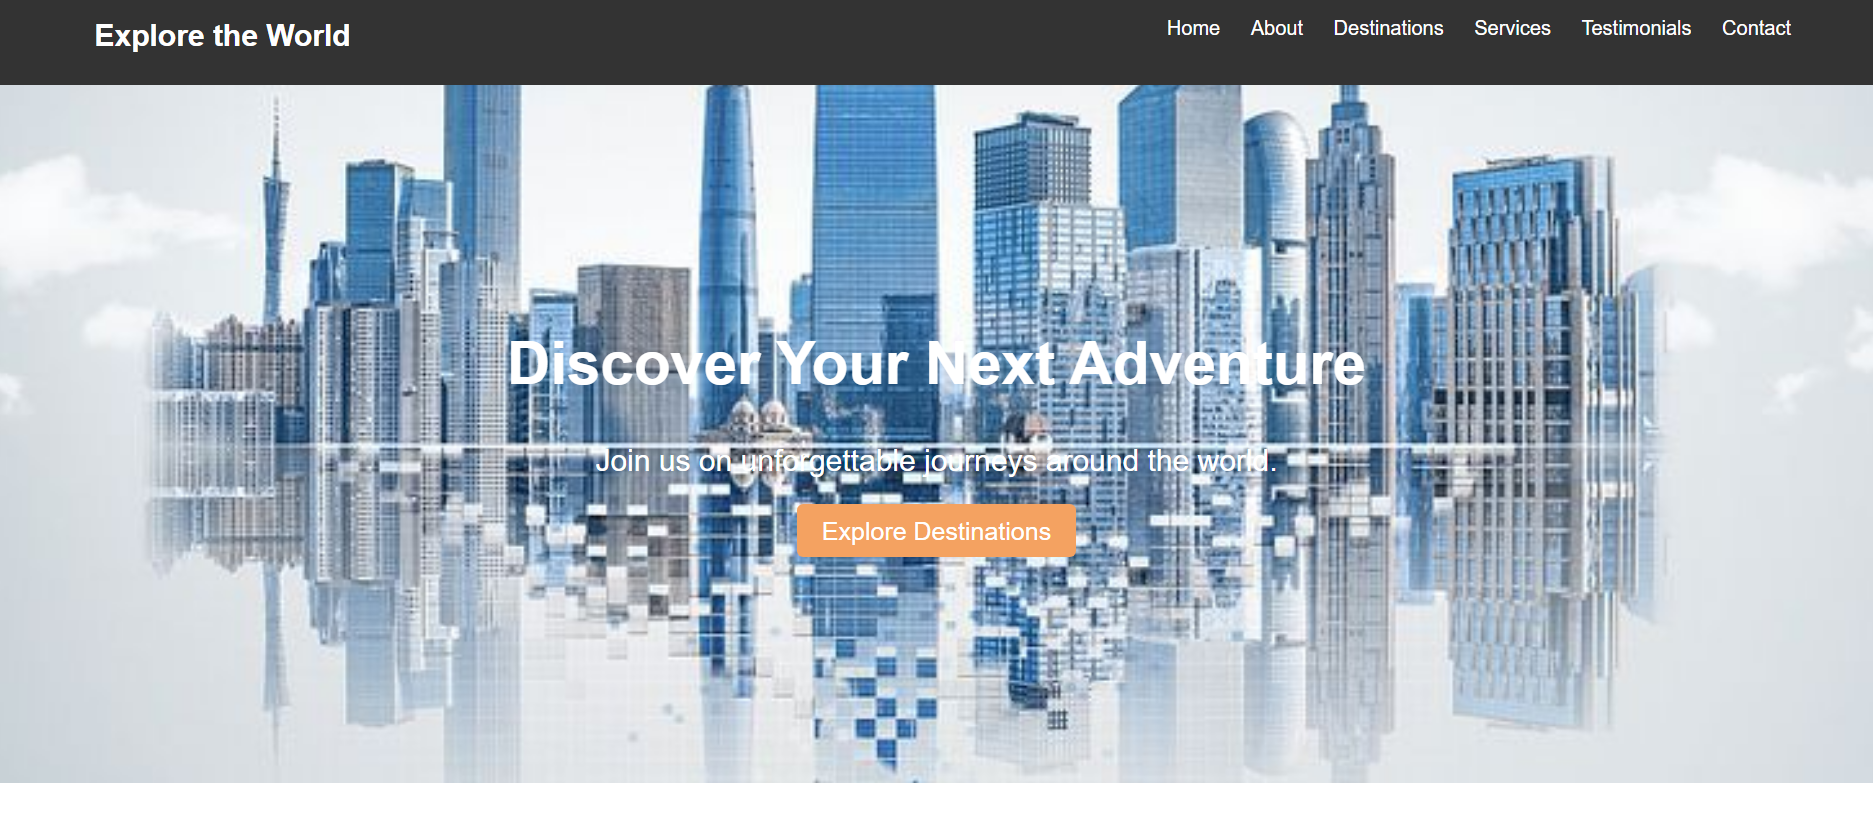 Explore the World
Home About Destinations Services Testimonials Contact
Discover Your Next Adventure
Join us on unforgettable journeys around the world.
Explore Destinations